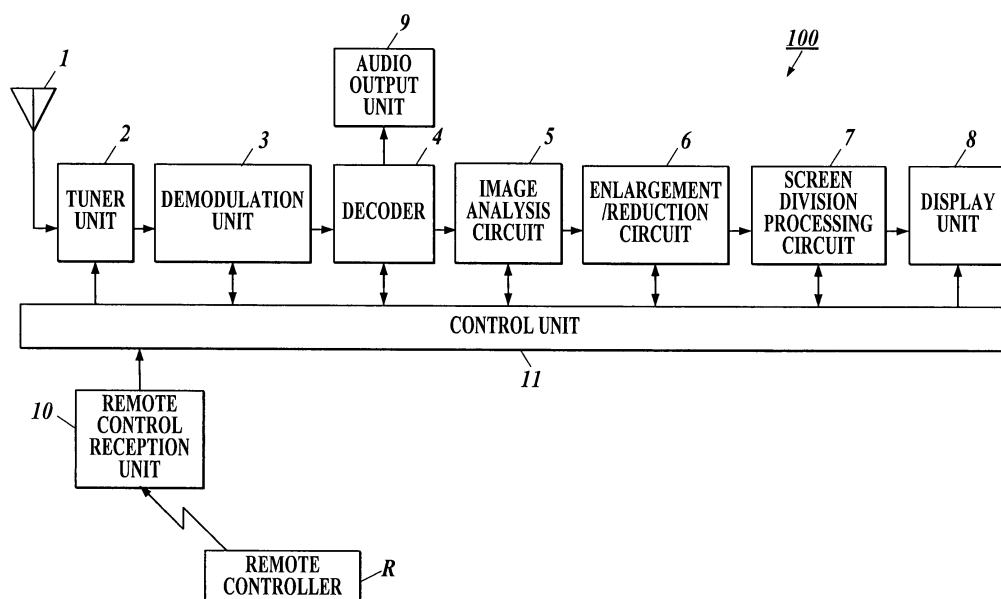 100
1
9
AUDIO
OUTPUT
UNIT
2
TUNER
UNIT
3
DEMODULATION
UNIT
4
DECODER
5
IMAGE
ANALYSIS
CIRCUIT
6
ENLARGEMENT
/REDUCTION
CIRCUIT
7
SCREEN
DIVISION
PROCESSING
CIRCUIT
8
DISPLAY
UNIT
CONTROL UNIT
11
10
REMOTE
CONTROL
RECEPTION
UNIT
REMOTE
CONTROLLER
R